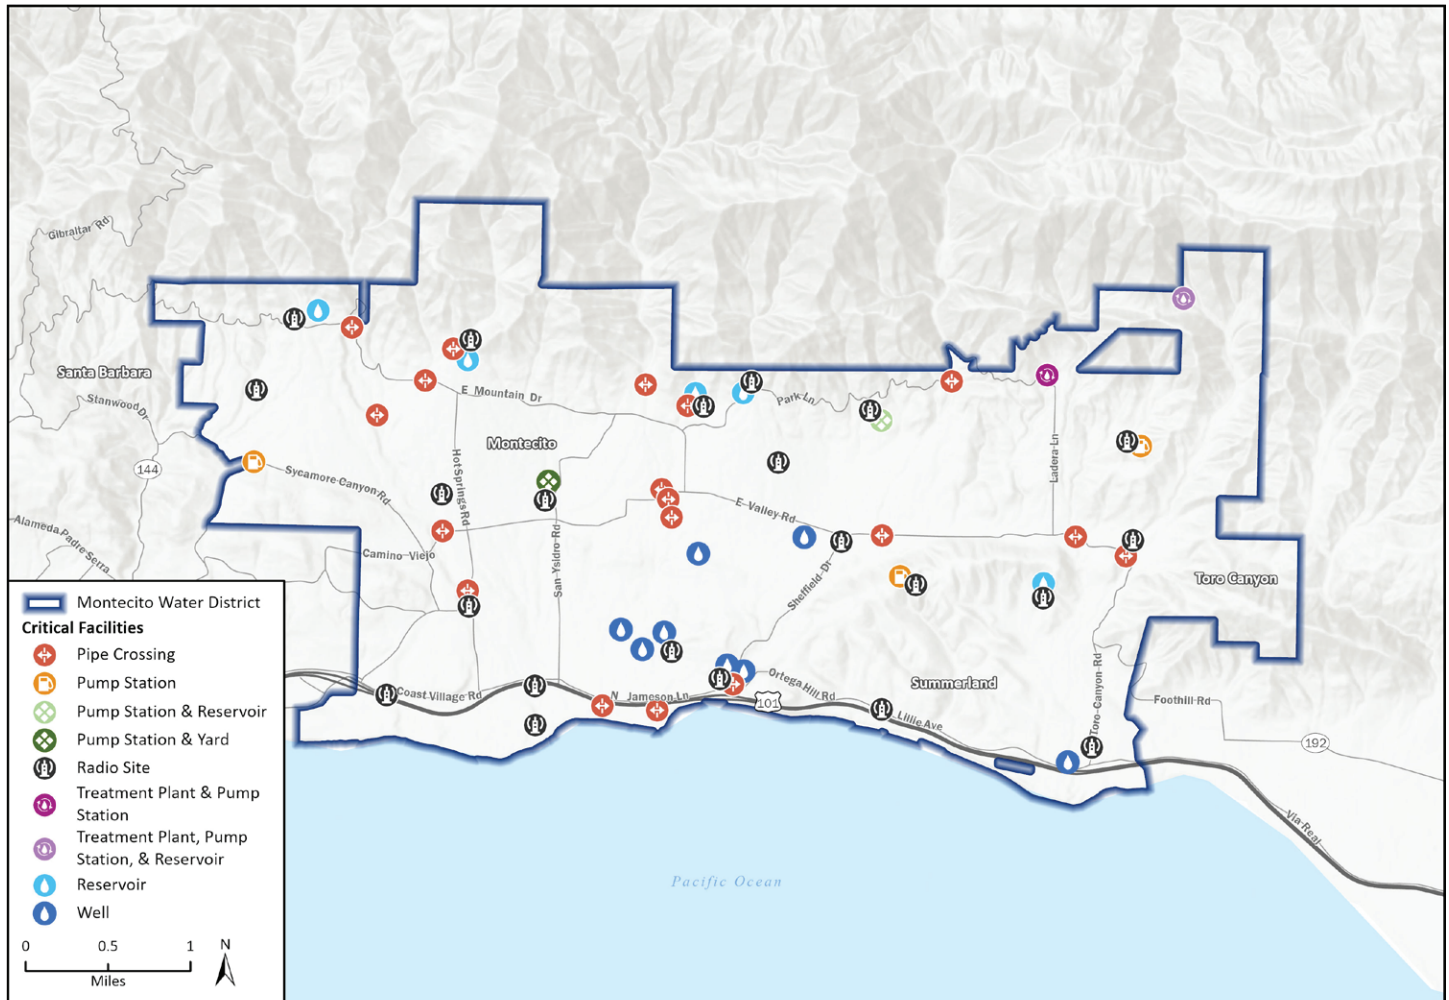 Gibraltar Rd
Santa Barbara
Stanwood Dr
144
Alameda Padre Serra
Sycamore Canyon Rd
E Mountain Dr
Montecito
Hot Springs Rd
Park Ln
Ladera Ln
E Valley Rd
San Ysidro Rd
Camino Viejo
Sheffield Dr
Toro Canyon
Ortega Hill Rd
Summerland
Toro Canyon Rd
Foothill Rd
Coast Village Rd
N Jameson Ln
101
Lillie Ave
192
Via Real
Pacific Ocean
Montecito Water District
Critical Facilities
Pipe Crossing
Pump Station
Pump Station & Reservoir
Pump Station & Yard
Radio Site
Treatment Plant & Pump
Station
Treatment Plant, Pump
Station, & Reservoir
Reservoir
Well
0 0.5 1
Miles
N